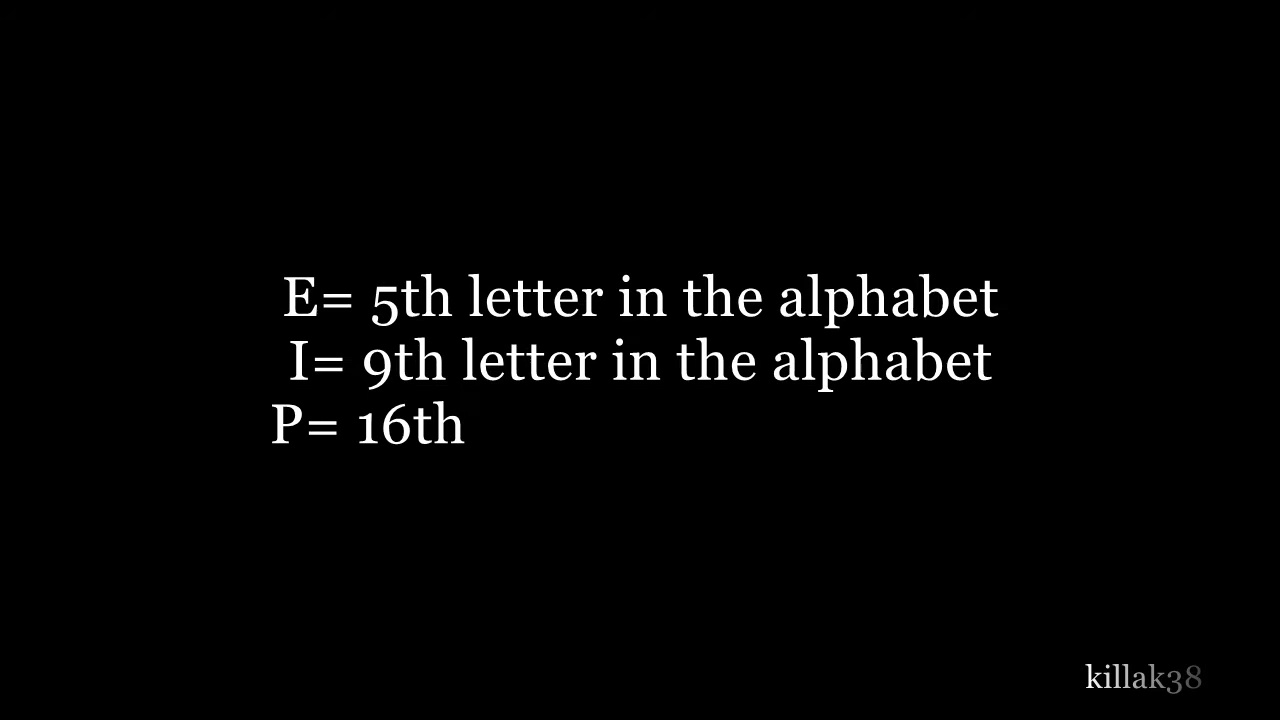 E= 5th letter in the alphabet
I= 9th letter in the alphabet
P= 16th
killak38